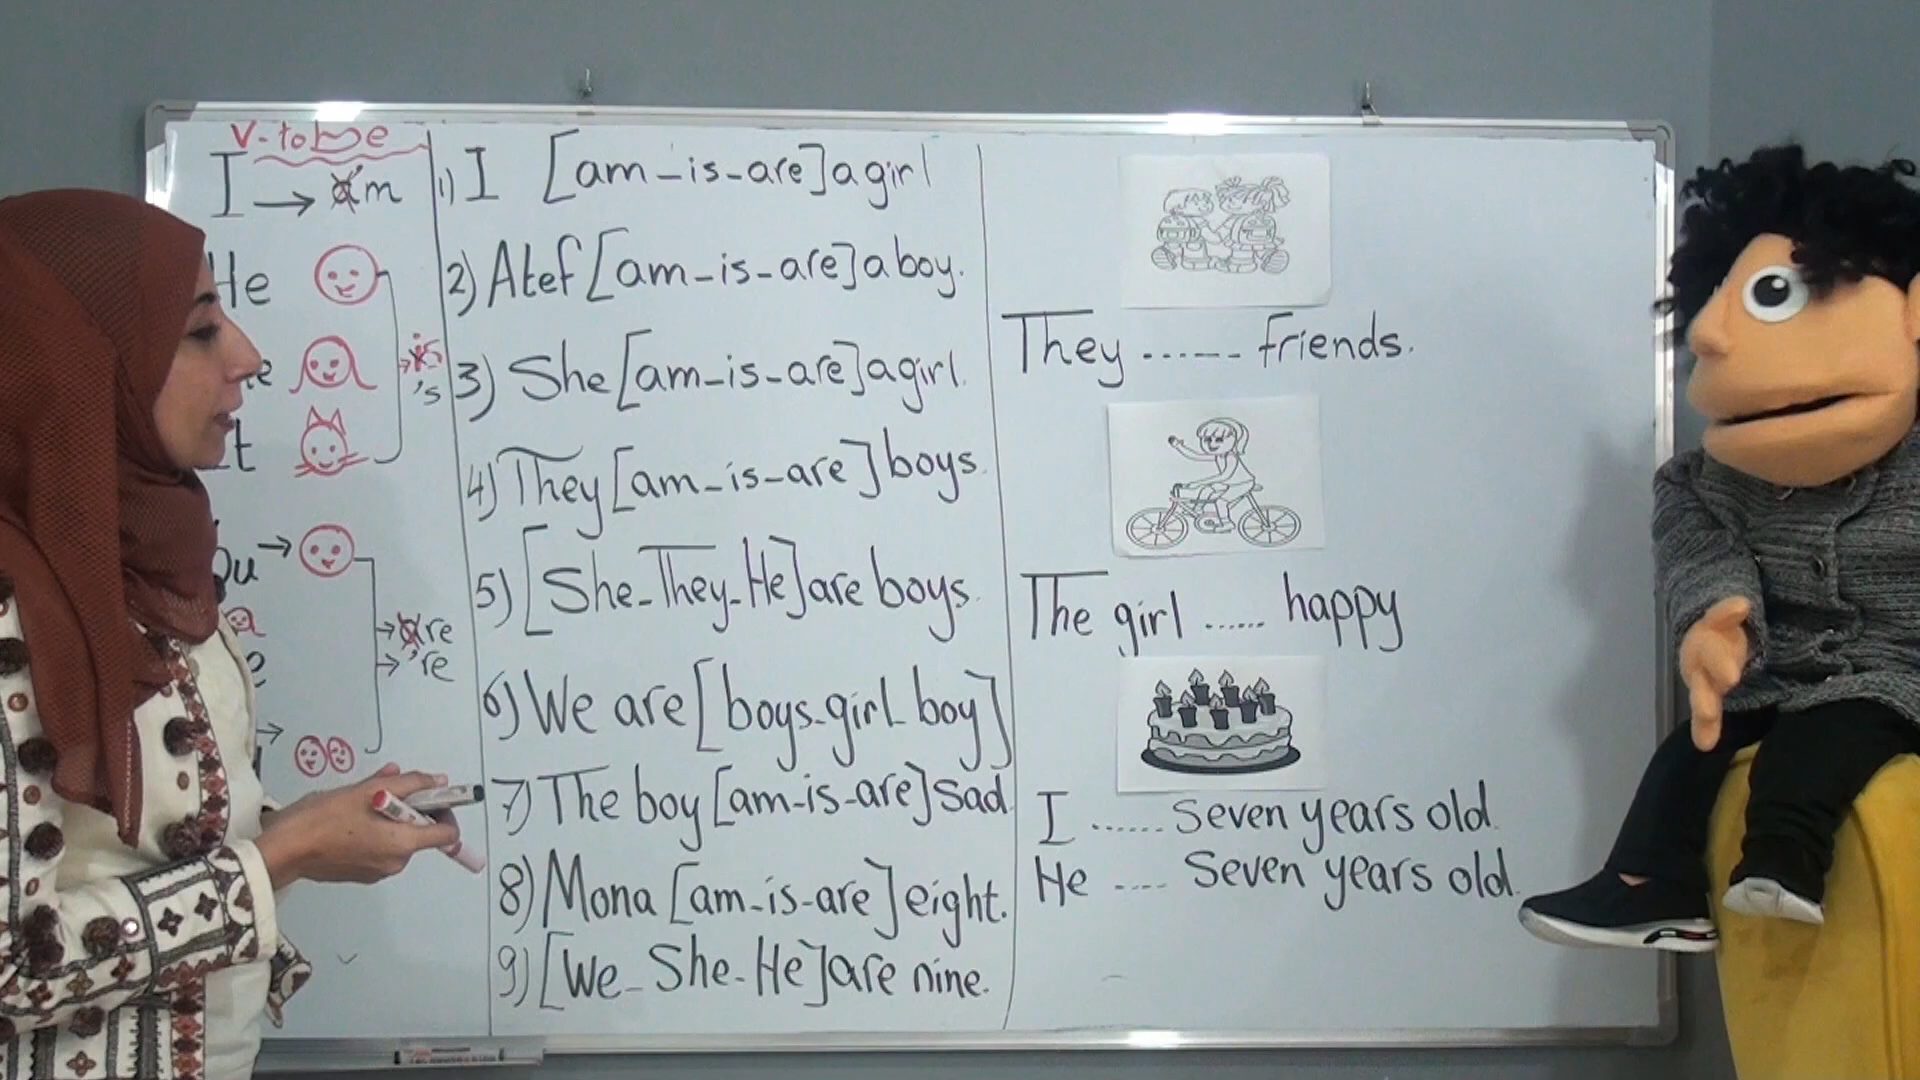 V-to be
I → am
He
is
's
t
ou →
are
→ 're
e
1) I [am-is-are] a girl
2) Atef [am-is-are] a boy.
3) She [am-is-are] a girl.
4) They [am-is-are] boys.
5) [She-They-He] are boys.
6) We are [boys-girl-boy]
7) The boy [am-is-are] sad
8) Mona [am-is-are] eight.
9) [We-She-He] are nine.
They ...... friends.
The girl ...... happy
I ...... seven years old.
He .... seven years old.